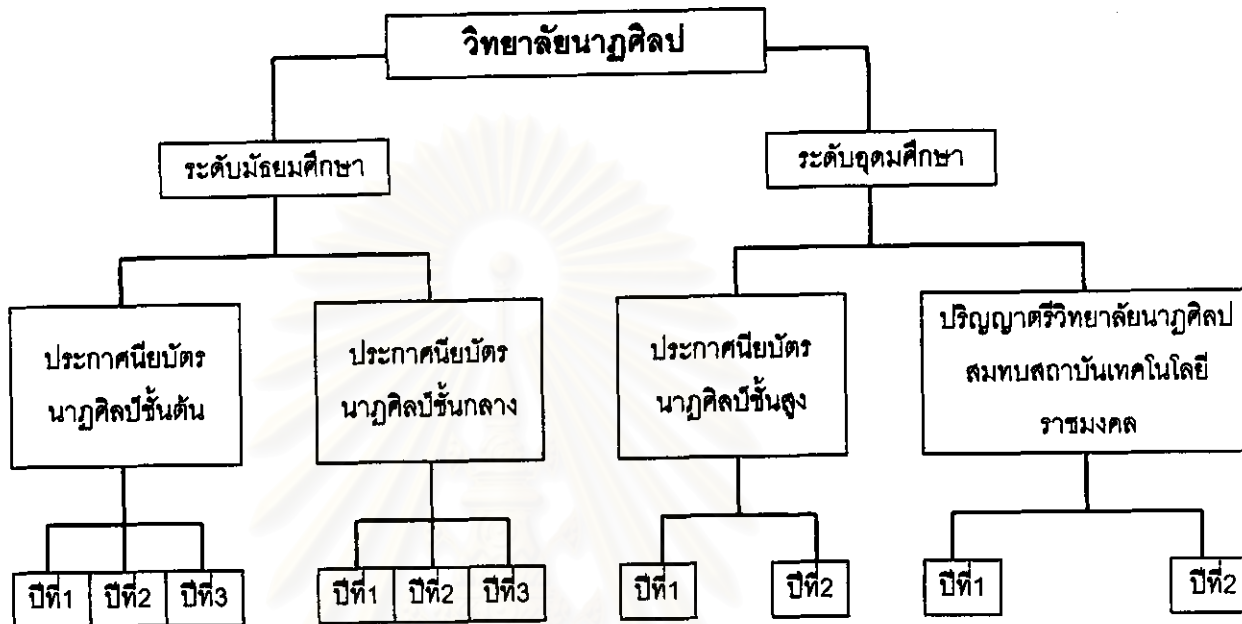 วิทยาลัยนาฏศิลป
ระดับมัธยมศึกษา
ระดับอุดมศึกษา
ประกาศนียบัตร
นาฏศิลป์ชั้นต้น
ประกาศนียบัตร
นาฏศิลป์ชั้นกลาง
ประกาศนียบัตร
นาฏศิลป์ชั้นสูง
ปริญญาตรีวิทยาลัยนาฏศิลป
สมทบสถาบันเทคโนโลยี
ราชมงคล
ปีที่1 ปีที่2 ปีที่3
ปีที่1 ปีที่2 ปีที่3
ปีที่1 ปีที่2
ปีที่1 ปีที่2